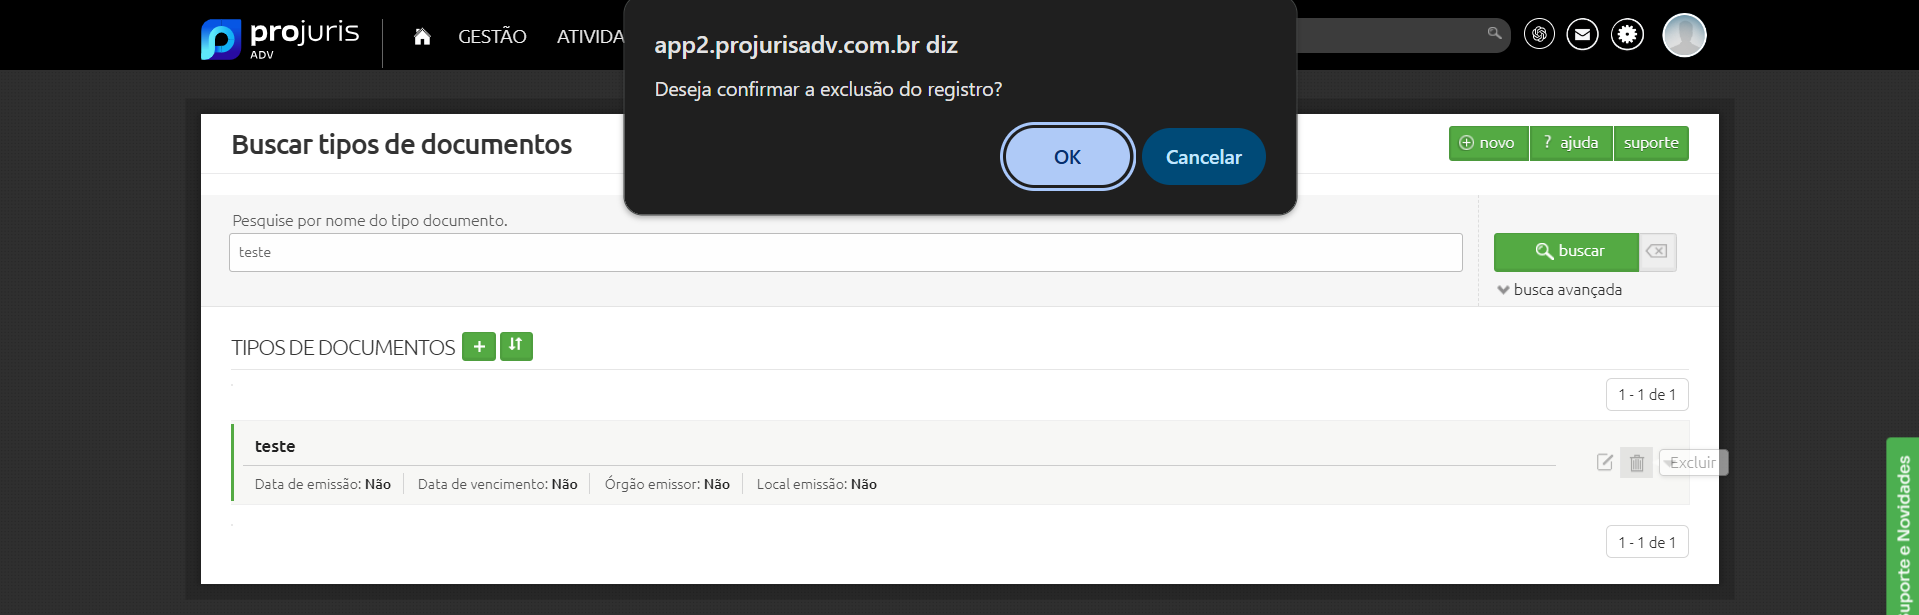 projuris
ADV
GESTÃO
ATIVIDA
app2.projurisadv.com.br diz
Deseja confirmar a exclusão do registro?
OK
Cancelar
Buscar tipos de documentos
novo
? ajuda
suporte
Pesquise por nome do tipo documento.
teste
buscar
busca avançada
TIPOS DE DOCUMENTOS
+
1 - 1 de 1
teste
Excluir
Data de emissão: Não
Data de vencimento: Não
Órgão emissor: Não
Local emissão: Não
1 - 1 de 1
uporte e Novidades